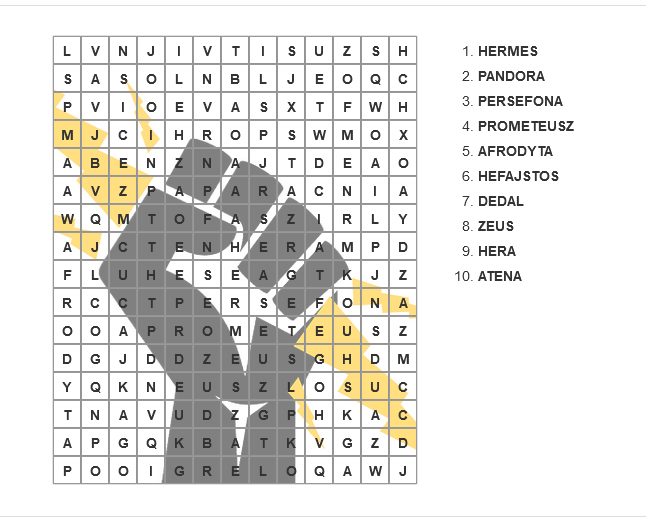 L V N J I V T I S U Z S H
S A S O L N B L J E O Q C
P V I O E V A S X T F W H
M J C I H R O P S W M O X
A B E N Z N A J T D E A O
A V Z P A P A R A C N I A
W Q M T O F A S Z I R L Y
A J C T E N H E R A M P D
F L U H E S E A G T K J Z
R C C T P E R S E F O N A
O O A P R O M E T E U S Z
D G J D D Z E U S G H D M
Y Q K N E U S Z L O S U C
T N A V U D Z G P H K A C
A P G Q K B A T K V G Z D
P O O I G R E L O Q A W J
1. HERMES
2. PANDORA
3. PERSEFONA
4. PROMETEUSZ
5. AFRODYTA
6. HEFAJSTOS
7. DEDAL
8. ZEUS
9. HERA
10. ATENA